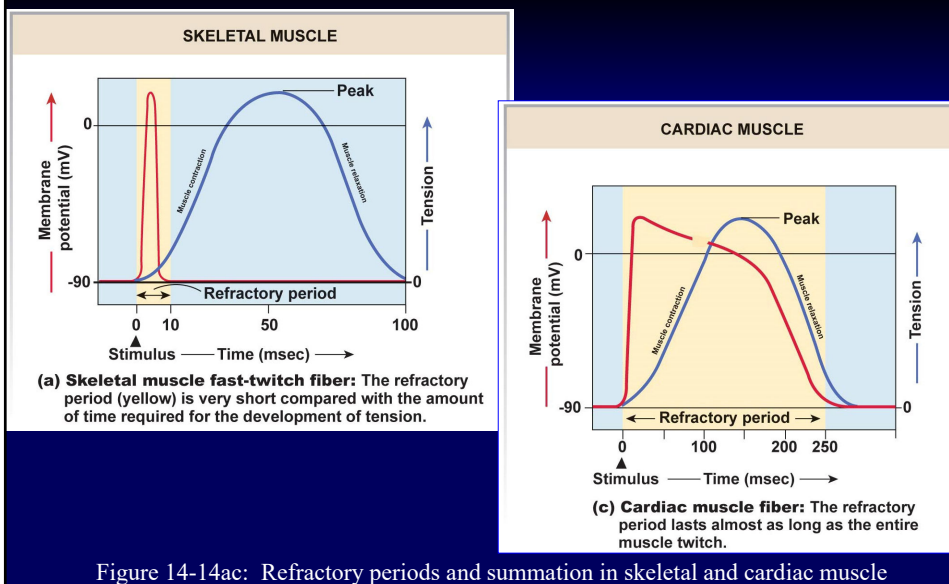 SKELETAL MUSCLE
Peak
0
Membrane
potential (mV)
Muscle contraction
Muscle relaxation
Tension
-90
0
Refractory period
0 10 50 100
Stimulus Time (msec)
(a) Skeletal muscle fast-twitch fiber: The refractory
period (yellow) is very short compared with the amount
of time required for the development of tension.
CARDIAC MUSCLE
Peak
0
Membrane
potential (mV)
Muscle contraction
Muscle relaxation
Tension
-90
0
Refractory period
0 100 200 250
Stimulus Time (msec)
(c) Cardiac muscle fiber: The refractory
period lasts almost as long as the entire
muscle twitch.
Figure 14-14ac: Refractory periods and summation in skeletal and cardiac muscle